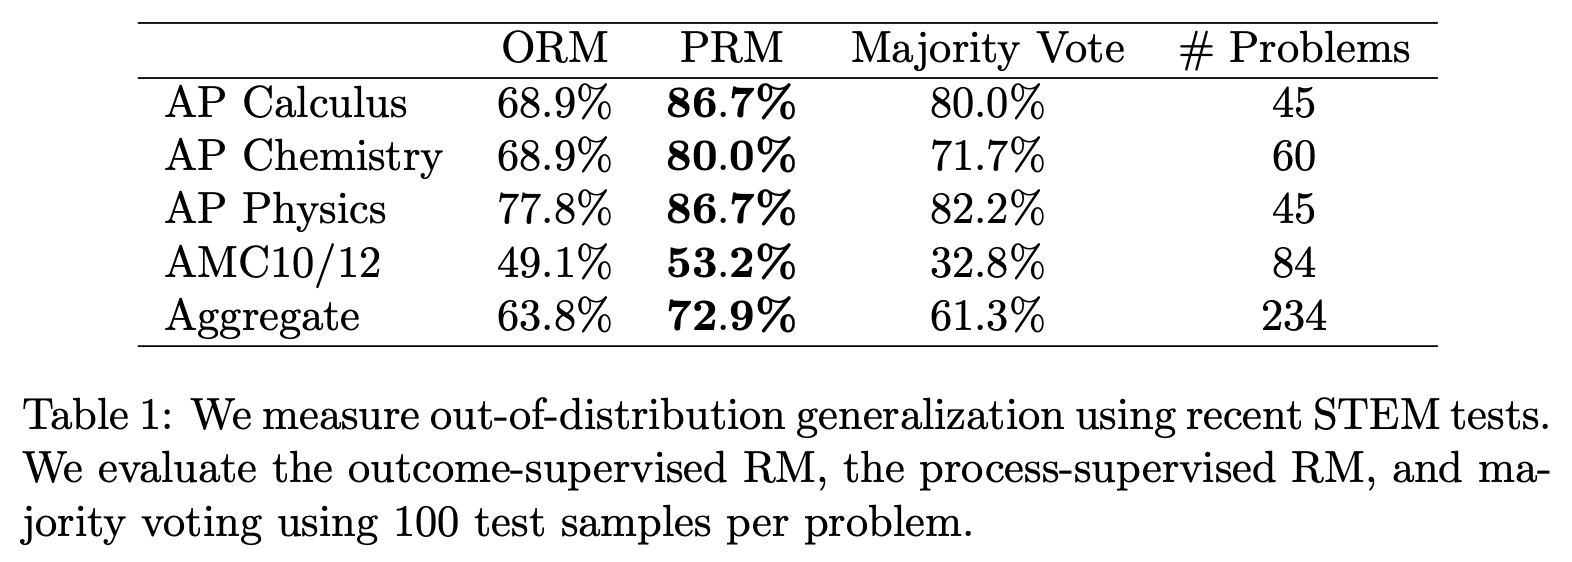 ORM PRM Majority Vote # Problems
AP Calculus 68.9% 86.7% 80.0% 45
AP Chemistry 68.9% 80.0% 71.7% 60
AP Physics 77.8% 86.7% 82.2% 45
AMC10/12 49.1% 53.2% 32.8% 84
Aggregate 63.8% 72.9% 61.3% 234
Table 1: We measure out-of-distribution generalization using recent STEM tests.
We evaluate the outcome-supervised RM, the process-supervised RM, and ma-
jority voting using 100 test samples per problem.